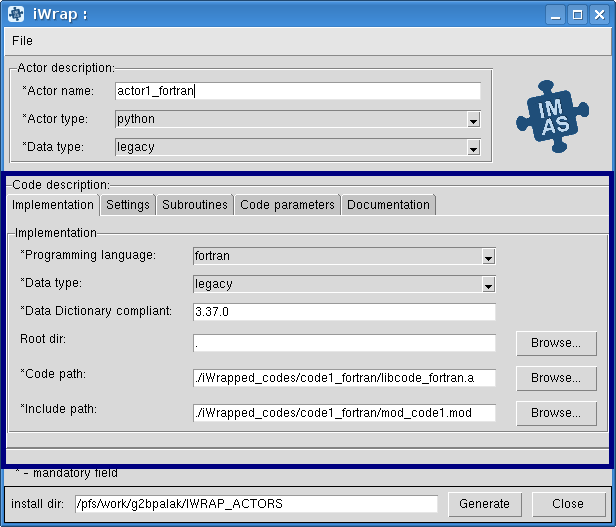 iWrap :
File
Actor description:
*Actor name: actor1_fortran
*Actor type: python
*Data type: legacy
IM
AS
Code description:
Implementation Settings Subroutines Code parameters Documentation
Implementation
*Programming language: fortran
*Data type: legacy
*Data Dictionary compliant: 3.37.0
Root dir: . Browse...
*Code path: ./iWrapped_codes/code1_fortran/libcode_fortran.a Browse...
*Include path: ./iWrapped_codes/code1_fortran/mod_code1.mod Browse...
* - mandatory field
install dir: /pfs/work/g2bpalak/IWRAP_ACTORS Generate Close